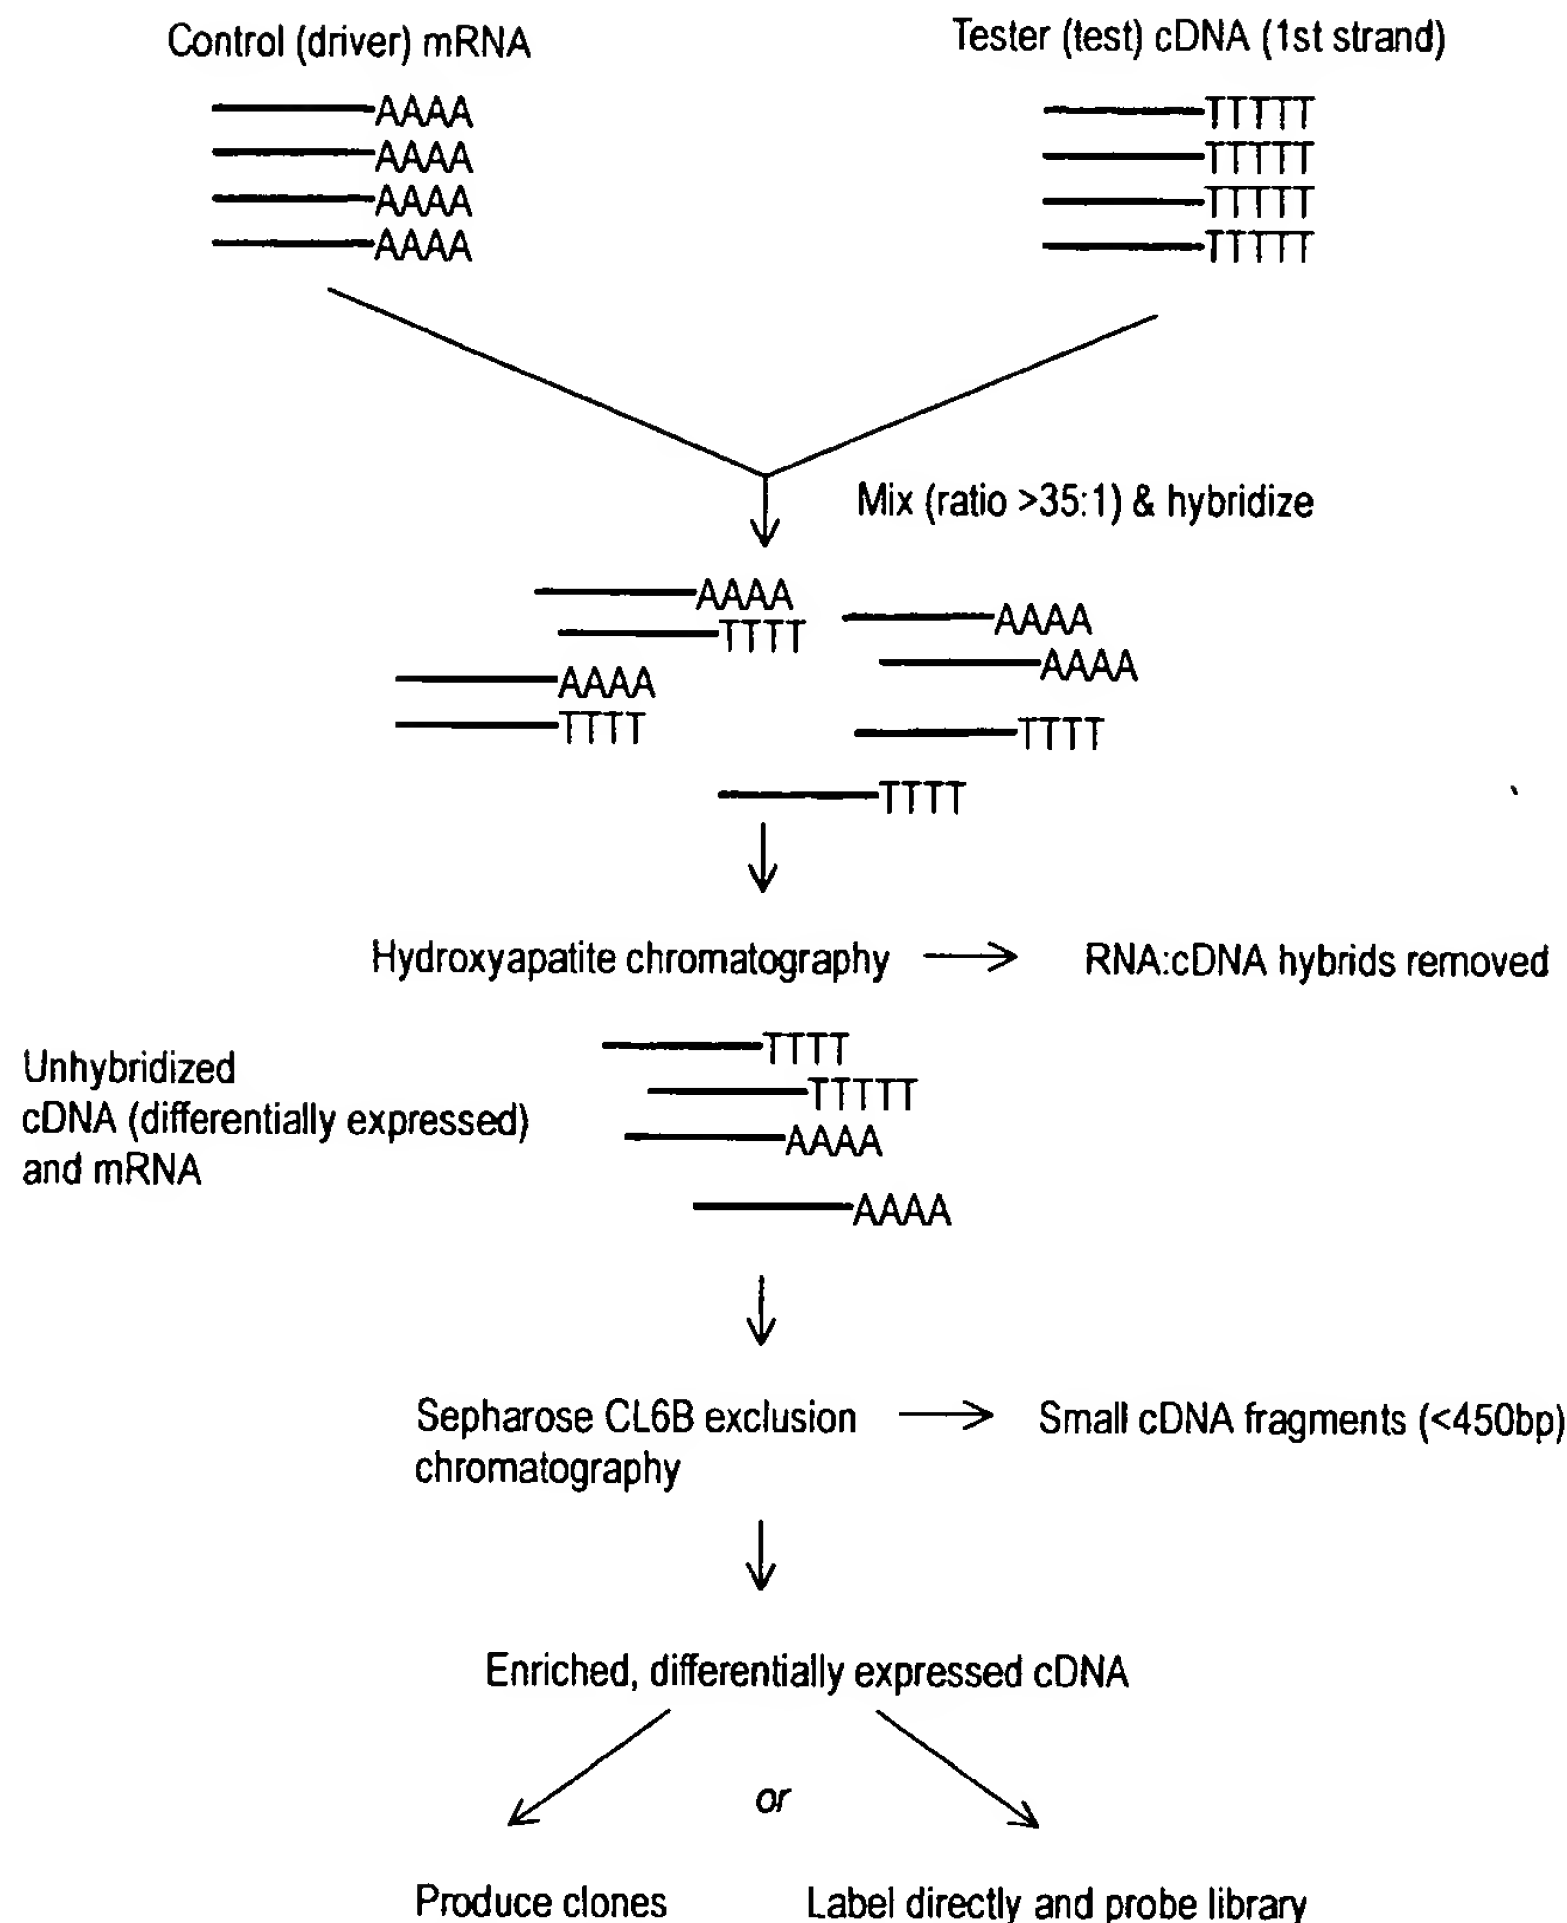 Control (driver) mRNA
Tester (test) cDNA (1st strand)
AAAA
AAAA
AAAA
AAAA
TTTTT
TTTTT
TTTTT
TTTTT
Mix (ratio >35:1) & hybridize
AAAA
TTTT
AAAA
TTTT
AAAA
AAAA
TTTT
TTTT
Hydroxyapatite chromatography
RNA:cDNA hybrids removed
Unhybridized
cDNA (differentially expressed)
and mRNA
TTTT
TTTTT
AAAA
AAAA
Sepharose CL6B exclusion
chromatography
Small cDNA fragments (<450bp)
Enriched, differentially expressed cDNA
or
Produce clones
Label directly and probe library